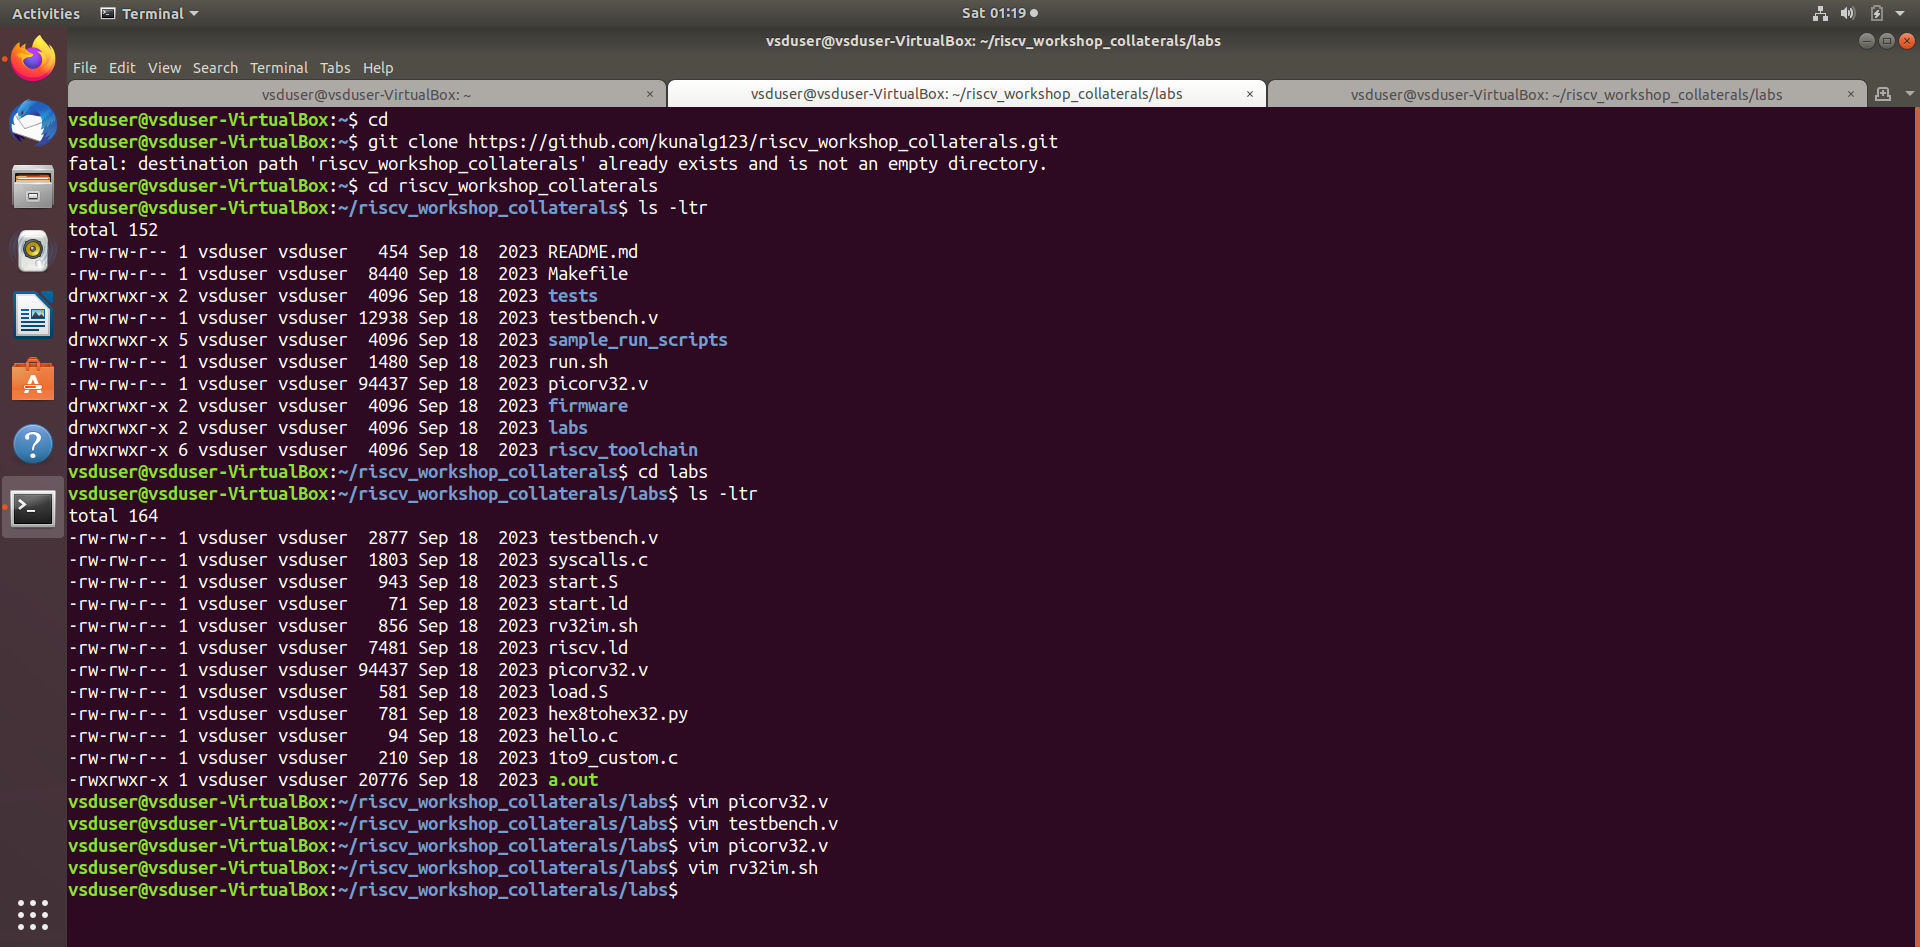 Activities Terminal Sat 01:19
vsduser@vsduser-VirtualBox: ~/riscv_workshop_collaterals/labs
File Edit View Search Terminal Tabs Help
vsduser@vsduser-VirtualBox: ~ × vsduser@vsduser-VirtualBox: ~/riscv_workshop_collaterals/labs × vsduser@vsduser-VirtualBox: ~/riscv_workshop_collaterals/labs ×
vsduser@vsduser-VirtualBox:~$ cd
vsduser@vsduser-VirtualBox:~$ git clone https://github.com/kunalg123/riscv_workshop_collaterals.git
fatal: destination path 'riscv_workshop_collaterals' already exists and is not an empty directory.
vsduser@vsduser-VirtualBox:~$ cd riscv_workshop_collaterals
vsduser@vsduser-VirtualBox:~/riscv_workshop_collaterals$ ls -ltr
total 152
-rw-rw-r-- 1 vsduser vsduser   454 Sep 18  2023 README.md
-rw-rw-r-- 1 vsduser vsduser  8440 Sep 18  2023 Makefile
drwxrwxr-x 2 vsduser vsduser  4096 Sep 18  2023 tests
-rw-rw-r-- 1 vsduser vsduser 12938 Sep 18  2023 testbench.v
drwxrwxr-x 5 vsduser vsduser  4096 Sep 18  2023 sample_run_scripts
-rw-rw-r-- 1 vsduser vsduser  1480 Sep 18  2023 run.sh
-rw-rw-r-- 1 vsduser vsduser 94437 Sep 18  2023 picorv32.v
drwxrwxr-x 2 vsduser vsduser  4096 Sep 18  2023 firmware
drwxrwxr-x 2 vsduser vsduser  4096 Sep 18  2023 labs
drwxrwxr-x 6 vsduser vsduser  4096 Sep 18  2023 riscv_toolchain
vsduser@vsduser-VirtualBox:~/riscv_workshop_collaterals$ cd labs
vsduser@vsduser-VirtualBox:~/riscv_workshop_collaterals/labs$ ls -ltr
total 164
-rw-rw-r-- 1 vsduser vsduser  2877 Sep 18  2023 testbench.v
-rw-rw-r-- 1 vsduser vsduser  1803 Sep 18  2023 syscalls.c
-rw-rw-r-- 1 vsduser vsduser   943 Sep 18  2023 start.S
-rw-rw-r-- 1 vsduser vsduser    71 Sep 18  2023 start.ld
-rw-rw-r-- 1 vsduser vsduser   856 Sep 18  2023 rv32im.sh
-rw-rw-r-- 1 vsduser vsduser  7481 Sep 18  2023 riscv.ld
-rw-rw-r-- 1 vsduser vsduser 94437 Sep 18  2023 picorv32.v
-rw-rw-r-- 1 vsduser vsduser   581 Sep 18  2023 load.S
-rw-rw-r-- 1 vsduser vsduser   781 Sep 18  2023 hex8tohex32.py
-rw-rw-r-- 1 vsduser vsduser    94 Sep 18  2023 hello.c
-rw-rw-r-- 1 vsduser vsduser   210 Sep 18  2023 1to9_custom.c
-rwxrwxr-x 1 vsduser vsduser 20776 Sep 18  2023 a.out
vsduser@vsduser-VirtualBox:~/riscv_workshop_collaterals/labs$ vim picorv32.v
vsduser@vsduser-VirtualBox:~/riscv_workshop_collaterals/labs$ vim testbench.v
vsduser@vsduser-VirtualBox:~/riscv_workshop_collaterals/labs$ vim picorv32.v
vsduser@vsduser-VirtualBox:~/riscv_workshop_collaterals/labs$ vim rv32im.sh
vsduser@vsduser-VirtualBox:~/riscv_workshop_collaterals/labs$